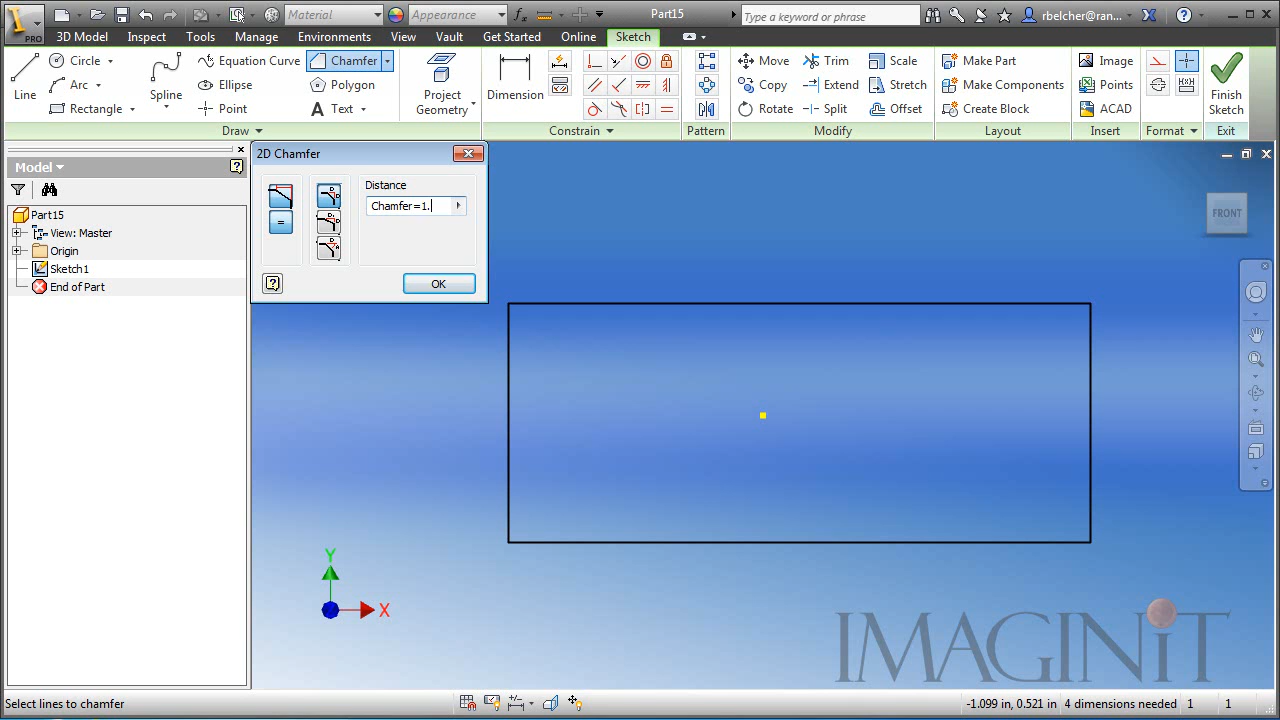 PRO
Material
Appearance
Part15
Type a keyword or phrase
rbelcher@ran...
3D Model Inspect Tools Manage Environments View Vault Get Started Online Sketch
Line
Circle
Arc
Rectangle
Spline
Equation Curve
Ellipse
Point
Chamfer
Polygon
Text
Project
Geometry
Dimension
Move
Copy
Rotate
Trim
Extend
Split
Scale
Stretch
Offset
Make Part
Make Components
Create Block
Image
Points
ACAD
Finish
Sketch
Draw Constrain Pattern Modify Layout Insert Format Exit
Model
Part15
View: Master
Origin
Sketch1
End of Part
2D Chamfer
Distance
Chamfer=1.
=
OK
FRONT
Y
X
IMAGINiT
Select lines to chamfer
-1.099 in, 0.521 in 4 dimensions needed 1 1